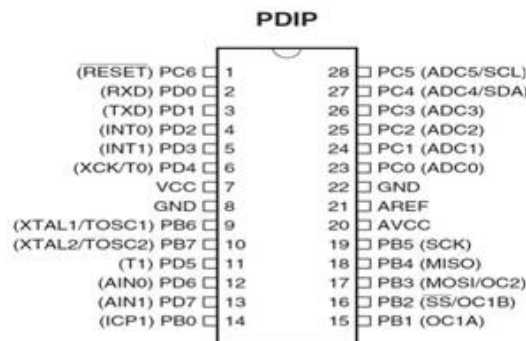 PDIP
(RESET) PC6 1 28 PC5 (ADC5/SCL)
(RXD) PD0 2 27 PC4 (ADC4/SDA)
(TXD) PD1 3 26 PC3 (ADC3)
(INT0) PD2 4 25 PC2 (ADC2)
(INT1) PD3 5 24 PC1 (ADC1)
(XCK/T0) PD4 6 23 PC0 (ADC0)
VCC 7 22 GND
GND 8 21 AREF
(XTAL1/TOSC1) PB6 9 20 AVCC
(XTAL2/TOSC2) PB7 10 19 PB5 (SCK)
(T1) PD5 11 18 PB4 (MISO)
(AIN0) PD6 12 17 PB3 (MOSI/OC2)
(AIN1) PD7 13 16 PB2 (SS/OC1B)
(ICP1) PB0 14 15 PB1 (OC1A)